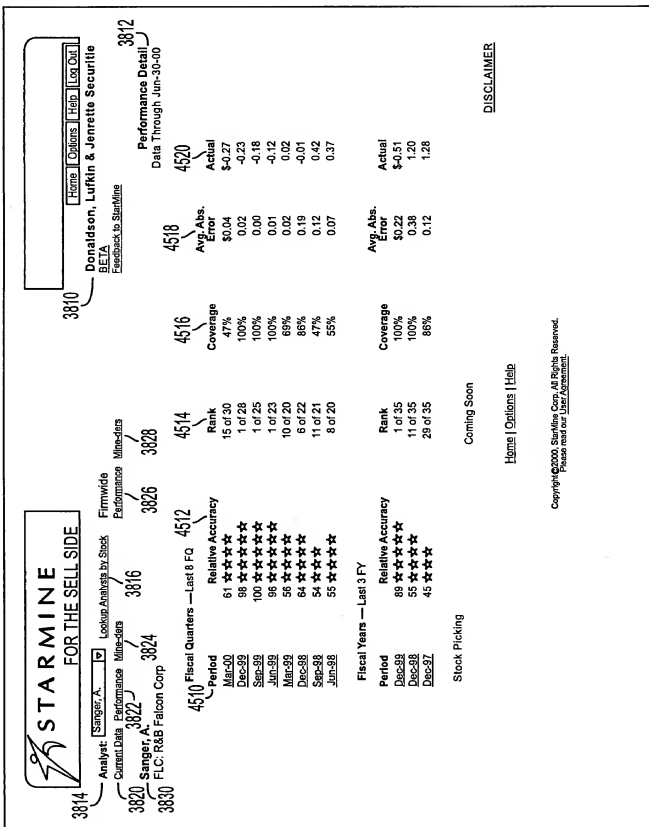 STARMINE
FOR THE SELL SIDE
3814
Analyst: Sanger, A.
Lookup Analysts by Stock
3816
3810
Home Options Help Log Out
Donaldson, Lufkin & Jenrette Securitie
BETA
Feedback to StarMine
3820
Current Data
Performance
3822
Mine-ders
3824
Firmwide
Performance
3826
Mine-ders
3828
3830
Sanger, A.
FLC: R&B Falcon Corp
Performance Detail
3812
Data Through Jun-30-00
Fiscal Quarters — Last 8 FQ
4510 4512 4514 4516 4518 4520
Period Relative Accuracy Rank Coverage Avg. Abs. Error Actual
Mar-00 61 ★★★★ 15 of 30 47% $0.04 $-0.27
Dec-99 98 ★★★★★ 1 of 28 100% 0.02 -0.23
Sep-99 100 ★★★★★ 1 of 25 100% 0.00 -0.18
Jun-99 96 ★★★★★ 1 of 23 100% 0.01 -0.12
Mar-99 56 ★★★★ 10 of 20 69% 0.02 0.02
Dec-98 64 ★★★★ 6 of 22 86% 0.19 -0.01
Sep-98 54 ★★★ 11 of 21 47% 0.12 0.42
Jun-98 55 ★★★★ 8 of 20 55% 0.07 0.37
Fiscal Years — Last 3 FY
Period Relative Accuracy Rank Coverage Avg. Abs. Error Actual
Dec-99 89 ★★★★★ 1 of 35 100% $0.22 $-0.51
Dec-98 55 ★★★★ 11 of 35 100% 0.38 1.20
Dec-97 45 ★★★ 29 of 35 86% 0.12 1.28
Stock Picking
Coming Soon
Home | Options | Help
DISCLAIMER
Copyright©2000, StarMine Corp. All Rights Reserved.
Please read our User Agreement.